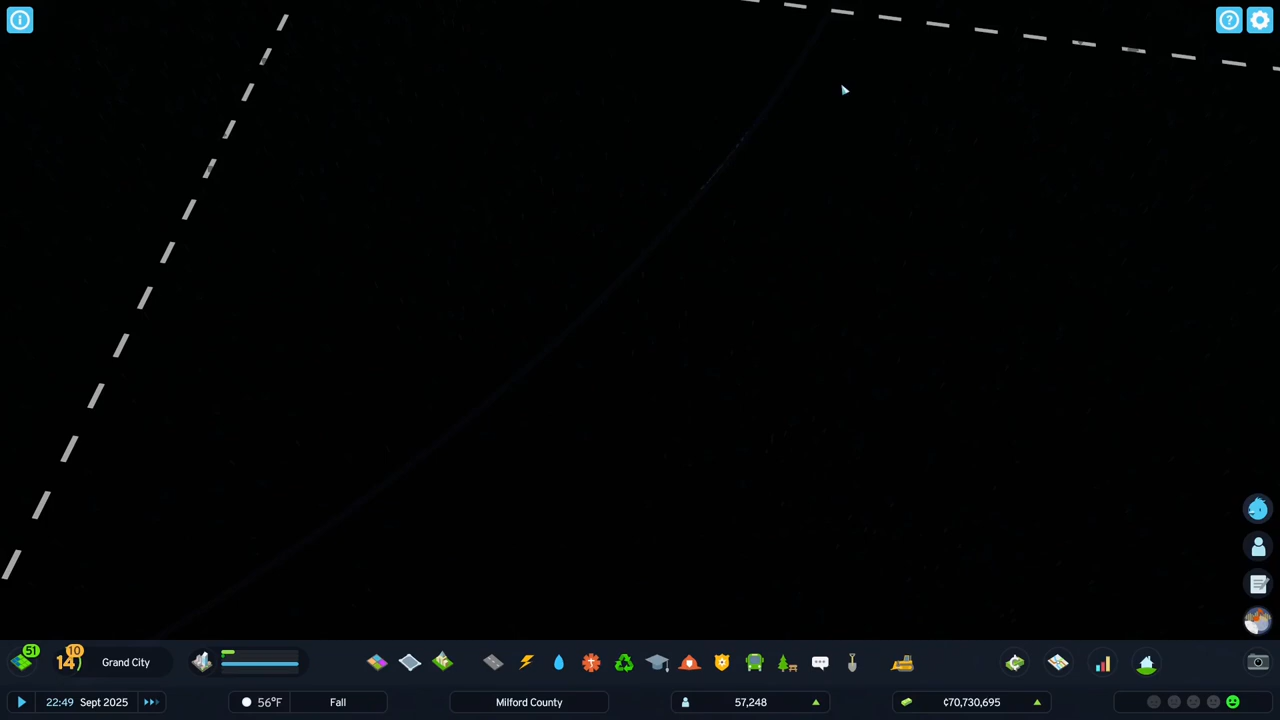 51
10
14
Grand City
22:49 Sept 2025
56°F
Fall
Milford County
57,248
¢70,730,695